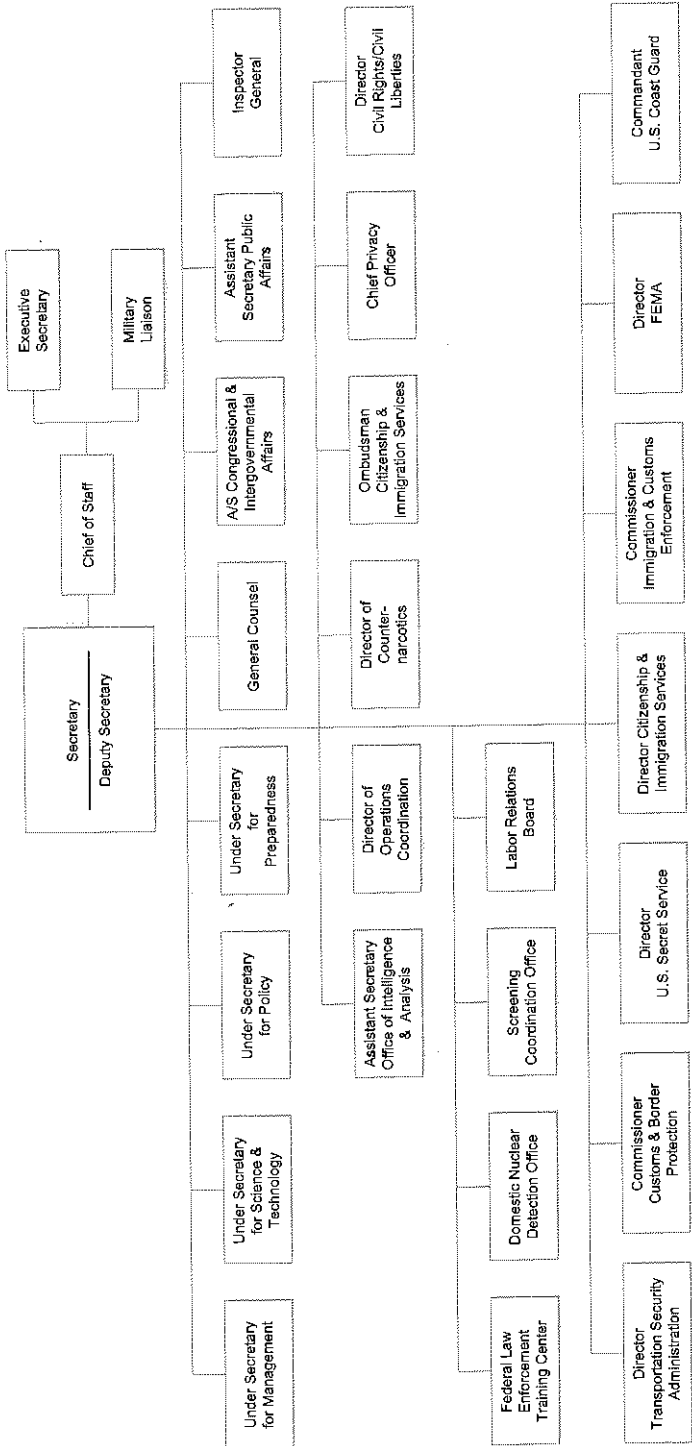 Secretary
Deputy Secretary
Chief of Staff
Executive
Secretary
Military
Liaison
Under Secretary
for Management
Under Secretary
for Science &
Technology
Under Secretary
for Policy
Under Secretary
for
Preparedness
General Counsel
A/S Congressional &
Intergovernmental
Affairs
Assistant
Secretary Public
Affairs
Inspector
General
Assistant Secretary
Office of Intelligence
& Analysis
Director of
Operations
Coordination
Director of
Counter-
narcotics
Ombudsman
Citizenship &
Immigration Services
Chief Privacy
Officer
Director
Civil Rights/Civil
Liberties
Federal Law
Enforcement
Training Center
Domestic Nuclear
Detection Office
Screening
Coordination Office
Labor Relations
Board
Director
Transportation Security
Administration
Commissioner
Customs & Border
Protection
Director
U.S. Secret Service
Director Citizenship &
Immigration Services
Commissioner
Immigration & Customs
Enforcement
Director
FEMA
Commandant
U.S. Coast Guard